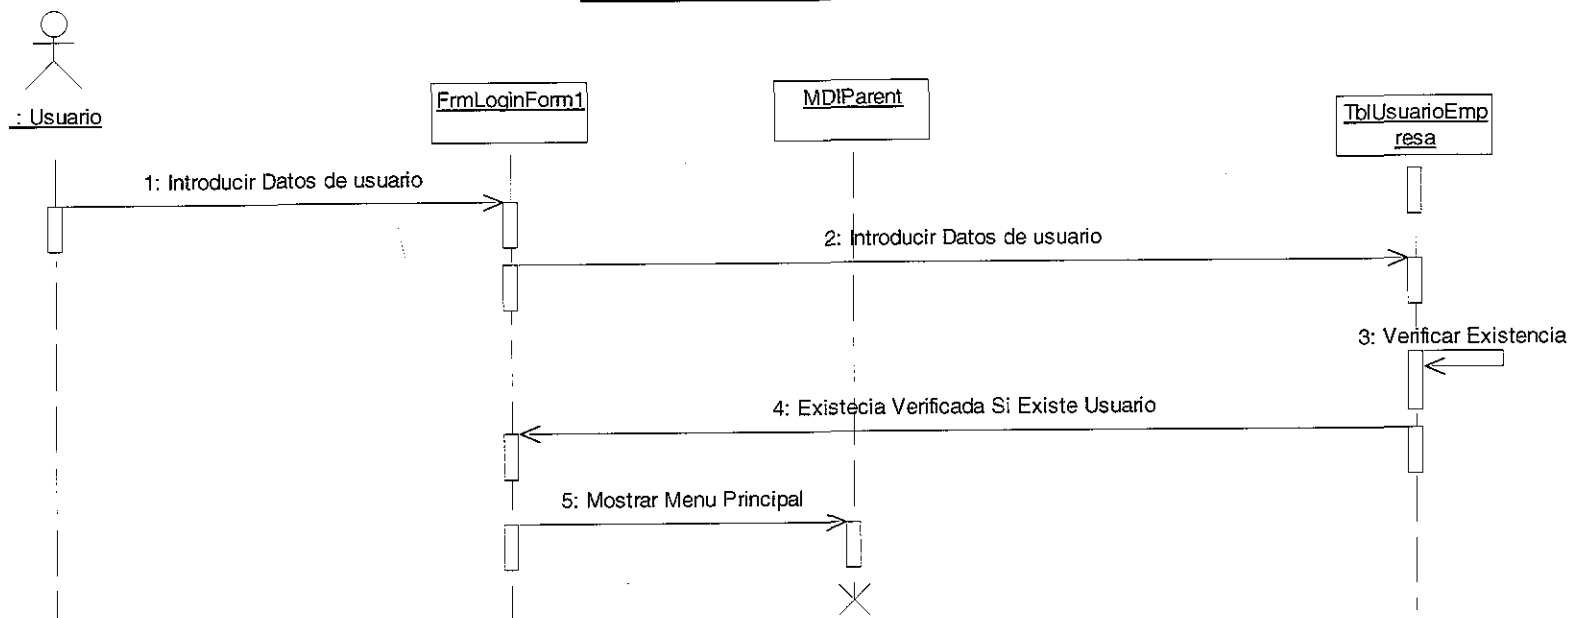 : Usuario
FrmLoginForm1
MDIParent
TblUsuarioEmp
resa
1: Introducir Datos de usuario
2: Introducir Datos de usuario
3: Verificar Existencia
4: Existecia Verificada Si Existe Usuario
5: Mostrar Menu Principal